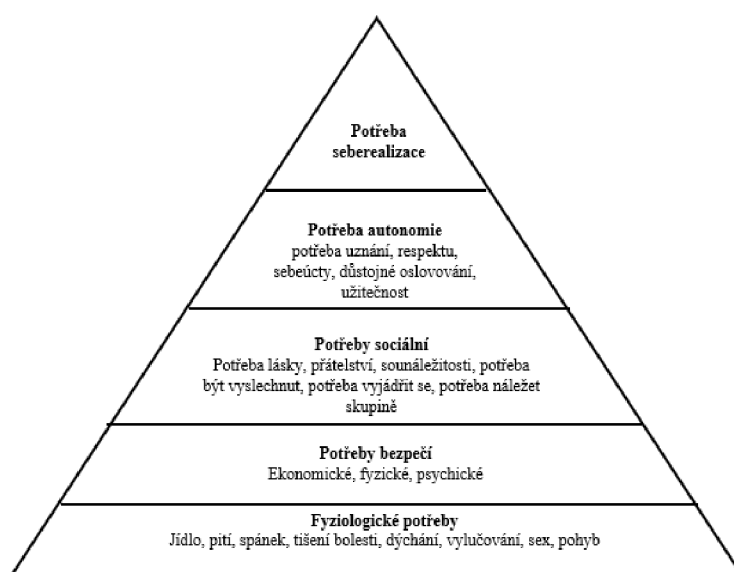 Potřeba
seberealizace
Potřeba autonomie
potřeba uznání, respektu,
sebeúcty, důstojné oslovování,
užitečnost
Potřeby sociální
Potřeba lásky, přátelství, sounáležitosti, potřeba
být vyslechnut, potřeba vyjádřit se, potřeba náležet
skupině
Potřeby bezpečí
Ekonomické, fyzické, psychické
Fyziologické potřeby
Jídlo, pití, spánek, tišení bolesti, dýchání, vylučování, sex, pohyb